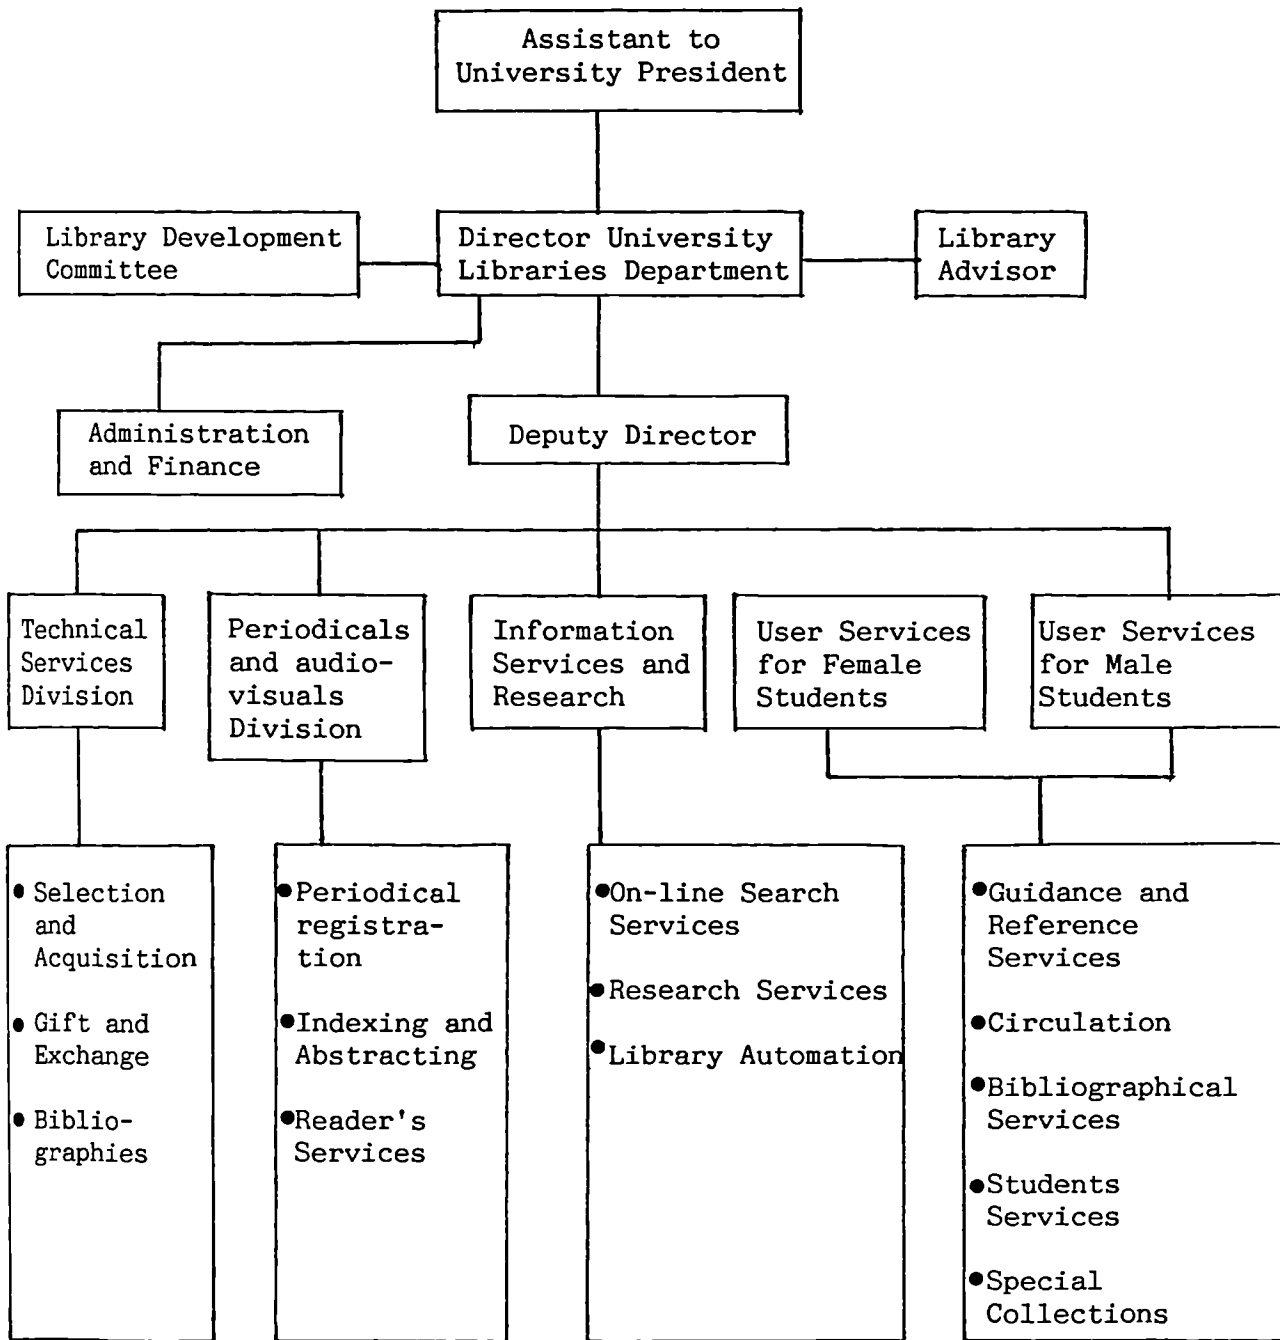 Assistant to
University President
Library Development
Committee
Director University
Libraries Department
Library
Advisor
Administration
and Finance
Deputy Director
Technical
Services
Division
Periodicals
and audio-
visuals
Division
Information
Services and
Research
User Services
for Female
Students
User Services
for Male
Students
• Selection
and
Acquisition
• Gift and
Exchange
• Biblio-
graphies
• Periodical
registra-
tion
• Indexing and
Abstracting
• Reader's
Services
• On-line Search
Services
• Research Services
• Library Automation
• Guidance and
Reference
Services
• Circulation
• Bibliographical
Services
• Students
Services
• Special
Collections